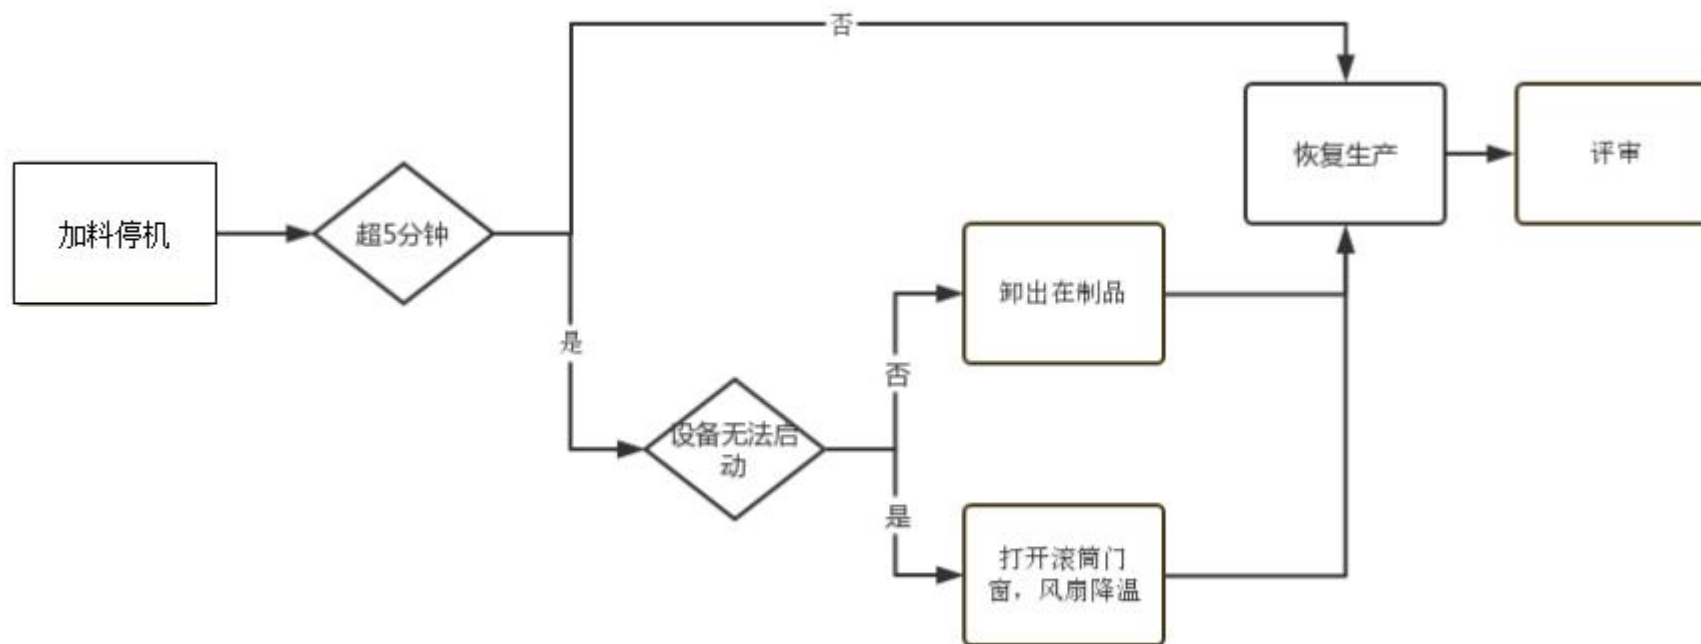 否
恢复生产
评审
加料停机
超5分钟
卸出在制品
是
否
设备无法启
动
是
打开滚筒门
窗，风扇降温